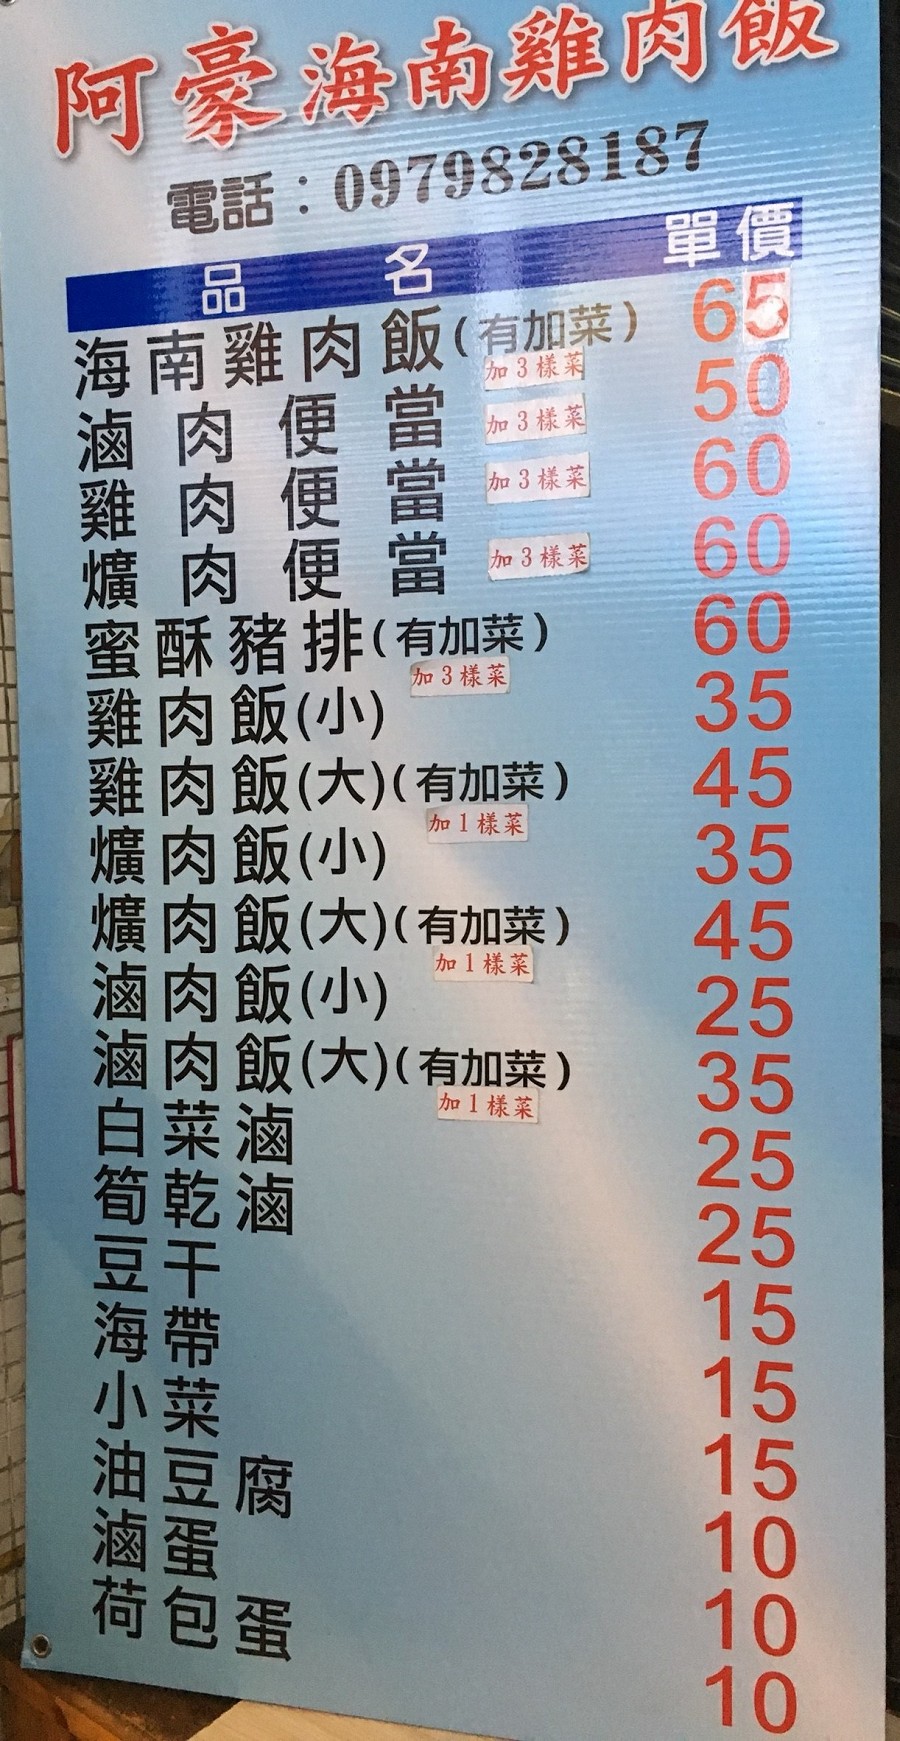 阿豪海南雞肉飯
電話：0979828187
品名 單價
海南雞肉飯(有加菜) 65
加3樣菜
滷肉便當 加3樣菜 50
雞肉便當 加3樣菜 60
爌肉便當 加3樣菜 60
蜜酥豬排(有加菜) 60
加3樣菜
雞肉飯(小) 35
雞肉飯(大)(有加菜) 45
加1樣菜
爌肉飯(小) 35
爌肉飯(大)(有加菜) 45
加1樣菜
滷肉飯(小) 25
滷肉飯(大)(有加菜) 35
加1樣菜
白菜滷 25
筍乾滷 25
豆干 15
海帶 15
小菜 15
油豆腐 10
滷蛋 10
荷包蛋 10